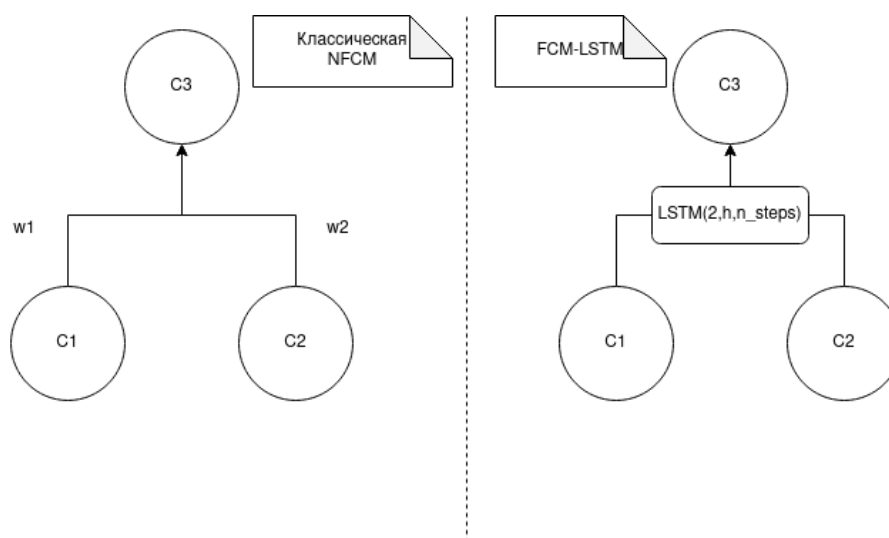 Классическая
NFCM
C3
w1
w2
C1
C2
FCM-LSTM
C3
LSTM(2,h,n_steps)
C1
C2